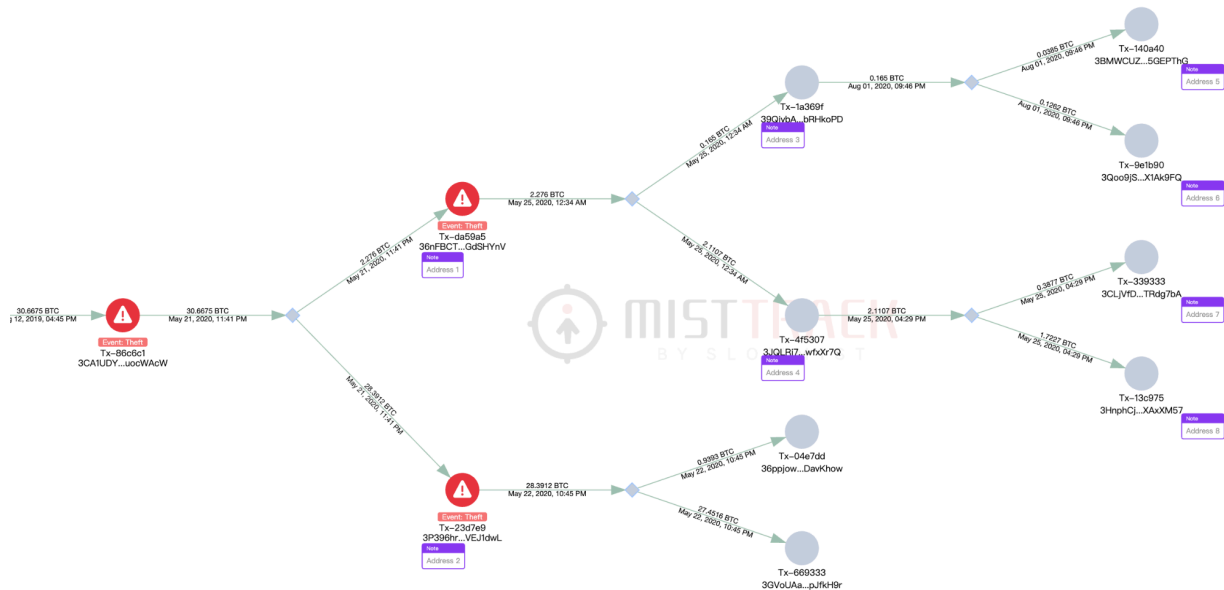 0.0385 BTC
Aug 01, 2020, 09:46 PM
Tx-140a40
3BMWCUZ...5GEPThG
Note
Address 5
0.165 BTC
Aug 01, 2020, 09:46 PM
Tx-1a369f
39QivbA...bRHkoPD
Note
Address 3
0.1262 BTC
Aug 01, 2020, 09:46 PM
Tx-9e1b90
3Qoo9jS...X1Ak9FQ
Note
Address 6
0.165 BTC
May 25, 2020, 12:34 AM
2.276 BTC
May 25, 2020, 12:34 AM
Event: Theft
Tx-da59a5
36nFBCT...GdSHYnV
Note
Address 1
2.276 BTC
May 21, 2020, 11:41 PM
2.1107 BTC
May 25, 2020, 12:34 AM
0.3877 BTC
May 25, 2020, 04:29 PM
Tx-339333
3CLjVfD...TRdg7bA
Note
Address 7
30.6675 BTC
12, 2019, 04:45 PM
30.6675 BTC
May 21, 2020, 11:41 PM
Event: Theft
Tx-86c6c1
3CA1UDY...uocWAcW
MISTTRACK
2.1107 BTC
May 25, 2020, 04:29 PM
Tx-4f5307
Note
Address 4
1.7227 BTC
May 25, 2020, 04:29 PM
Tx-13c975
3HnphCj...XAxXM57
Note
Address 8
28.3912 BTC
May 21, 2020, 11:41 PM
0.9393 BTC
May 22, 2020, 10:45 PM
Tx-04e7dd
36ppjow...DavKhow
28.3912 BTC
May 22, 2020, 10:45 PM
Event: Theft
Tx-23d7e9
3P396hr...VEJ1dwL
Note
Address 2
27.4516 BTC
May 22, 2020, 10:45 PM
Tx-669333
3GVoUAa...pJfkH9r